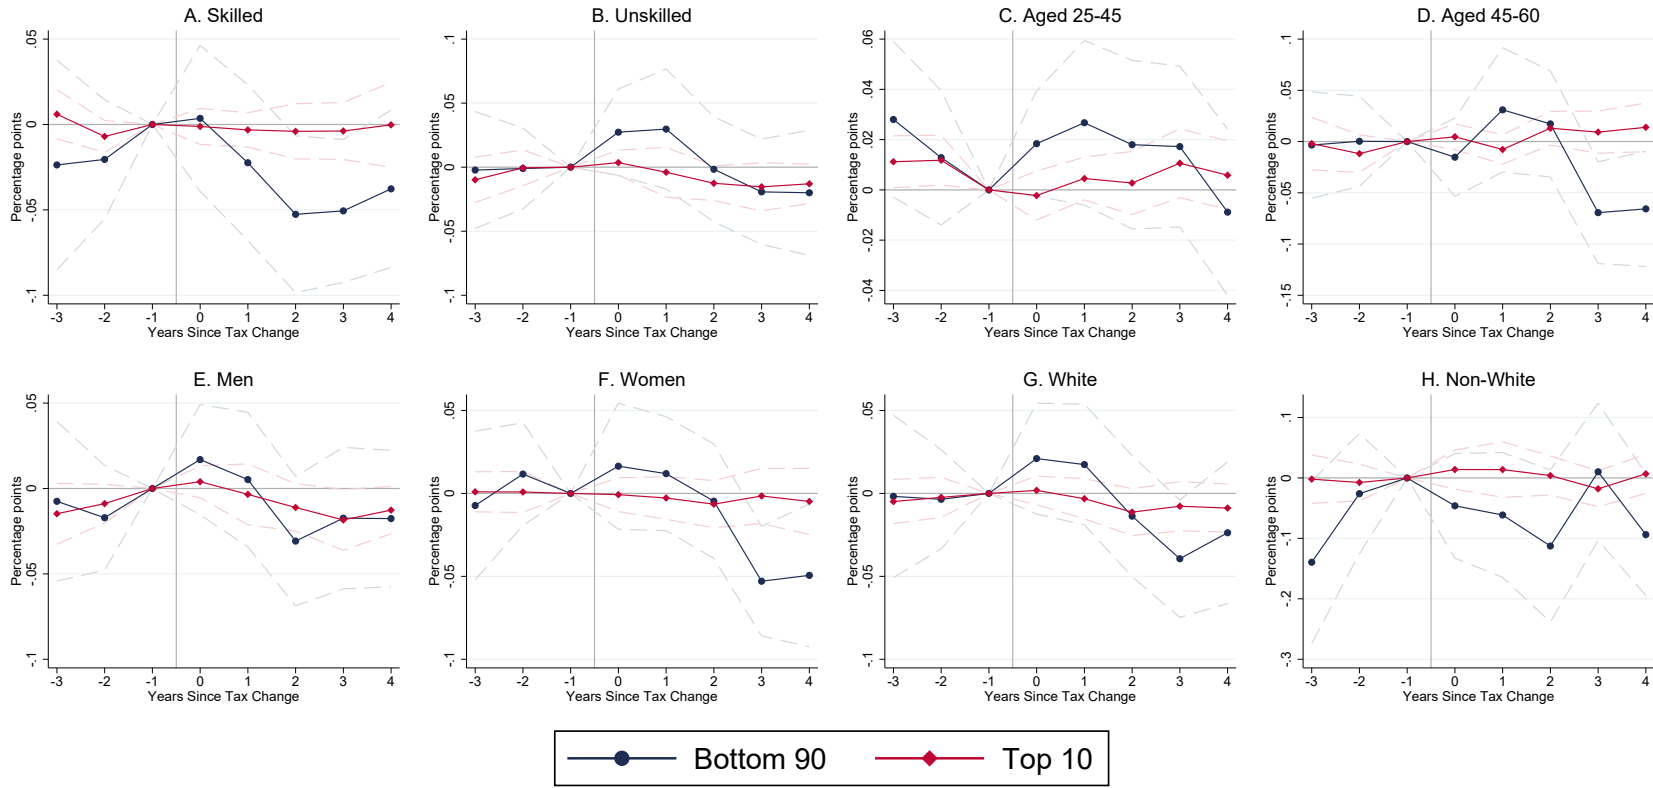 A. Skilled
Percentage points
.05
0
-.05
-.1
-3 -2 -1 0 1 2 3 4
Years Since Tax Change
B. Unskilled
Percentage points
.1
.05
0
-.05
-.1
-3 -2 -1 0 1 2 3 4
Years Since Tax Change
C. Aged 25-45
Percentage points
.06
.04
.02
0
-.02
-.04
-3 -2 -1 0 1 2 3 4
Years Since Tax Change
D. Aged 45-60
Percentage points
.1
.05
0
-.05
-.1
-.15
-3 -2 -1 0 1 2 3 4
Years Since Tax Change
E. Men
Percentage points
.05
0
-.05
-.1
-3 -2 -1 0 1 2 3 4
Years Since Tax Change
F. Women
Percentage points
.05
0
-.05
-.1
-3 -2 -1 0 1 2 3 4
Years Since Tax Change
G. White
Percentage points
.05
0
-.05
-.1
-3 -2 -1 0 1 2 3 4
Years Since Tax Change
H. Non-White
Percentage points
.1
0
-.1
-.2
-.3
-3 -2 -1 0 1 2 3 4
Years Since Tax Change
Bottom 90 Top 10